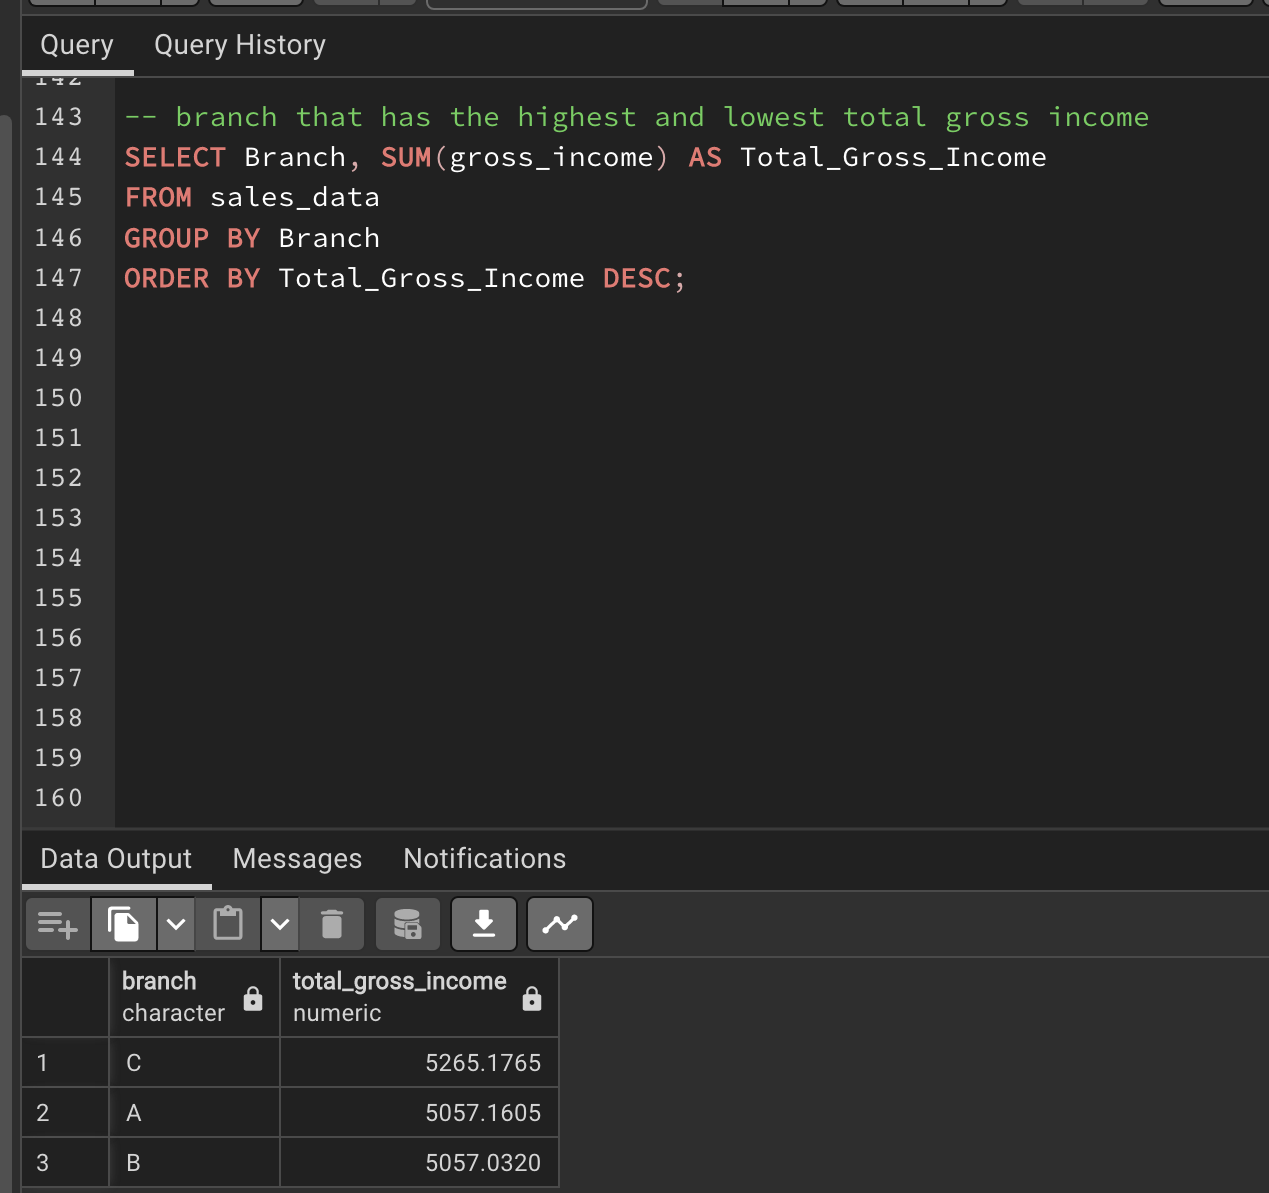 Query Query History
142
143 -- branch that has the highest and lowest total gross income
144 SELECT Branch, SUM(gross_income) AS Total_Gross_Income
145 FROM sales_data
146 GROUP BY Branch
147 ORDER BY Total_Gross_Income DESC;
148
149
150
151
152
153
154
155
156
157
158
159
160
Data Output Messages Notifications
branch total_gross_income
character numeric
1 C 5265.1765
2 A 5057.1605
3 B 5057.0320